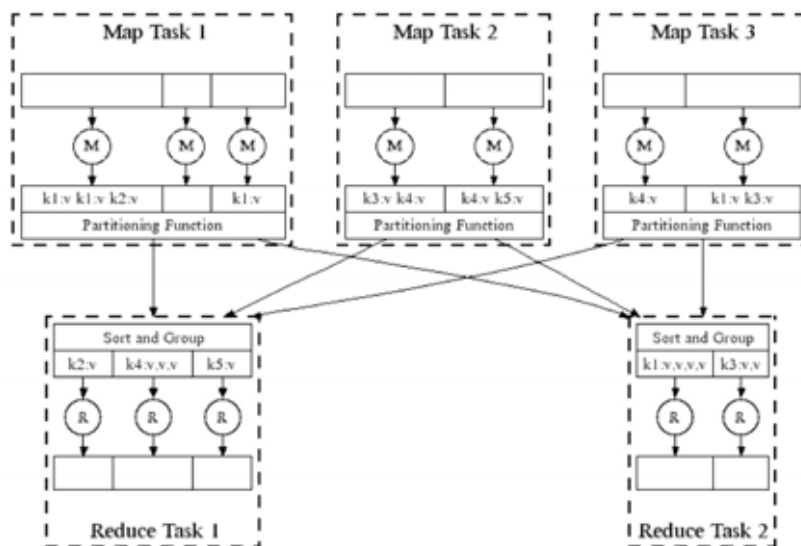 Map Task 1
Map Task 2
Map Task 3
M
M
M
M
M
M
M
k1:v k1:v k2:v
k1:v
k3:v k4:v
k4:v k5:v
k4:v
k1:v k3:v
Partitioning Function
Partitioning Function
Partitioning Function
Sort and Group
Sort and Group
k2:v
k4:v,v,v
k5:v
k1:v,v,v,v
k3:v,v
R
R
R
R
R
Reduce Task 1
Reduce Task 2